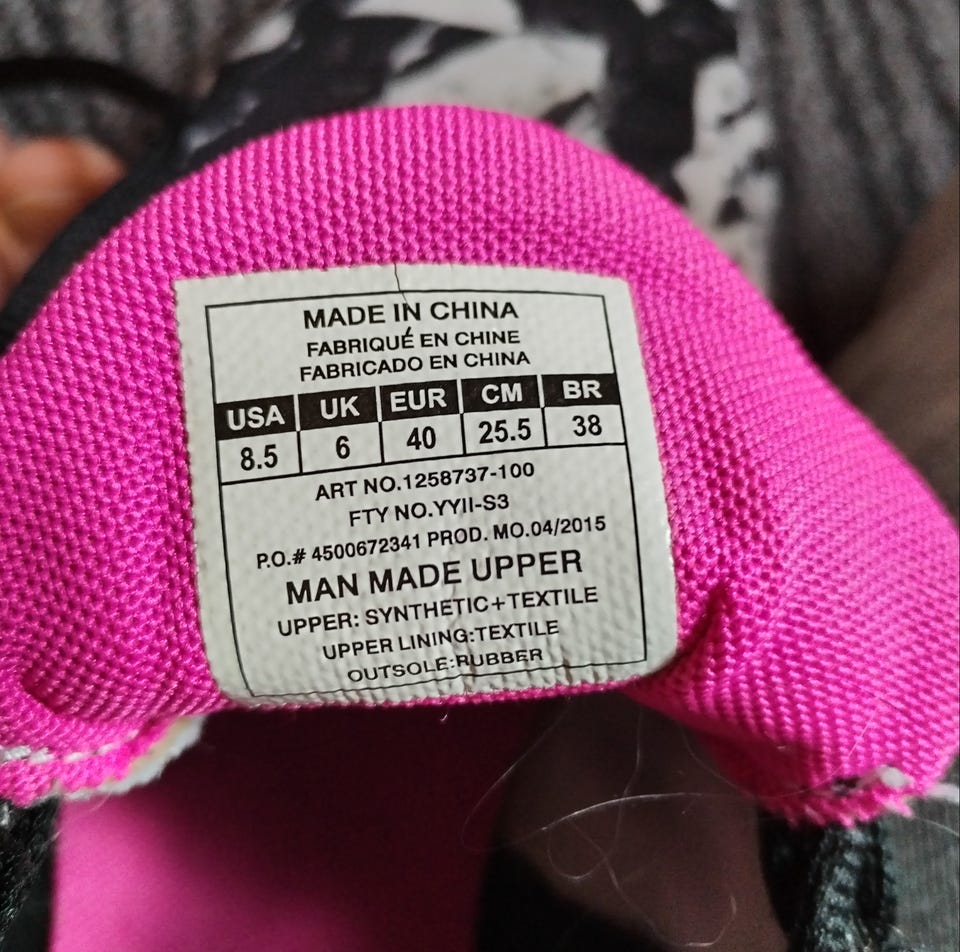 MADE IN CHINA
FABRIQUÉ EN CHINE
FABRICADO EN CHINA
USA UK EUR CM BR
8.5 6 40 25.5 38
ART NO.1258737-100
FTY NO.YYII-S3
P.O.# 4500672341 PROD. MO.04/2015
MAN MADE UPPER
UPPER: SYNTHETIC+TEXTILE
UPPER LINING:TEXTILE
OUTSOLE:RUBBER